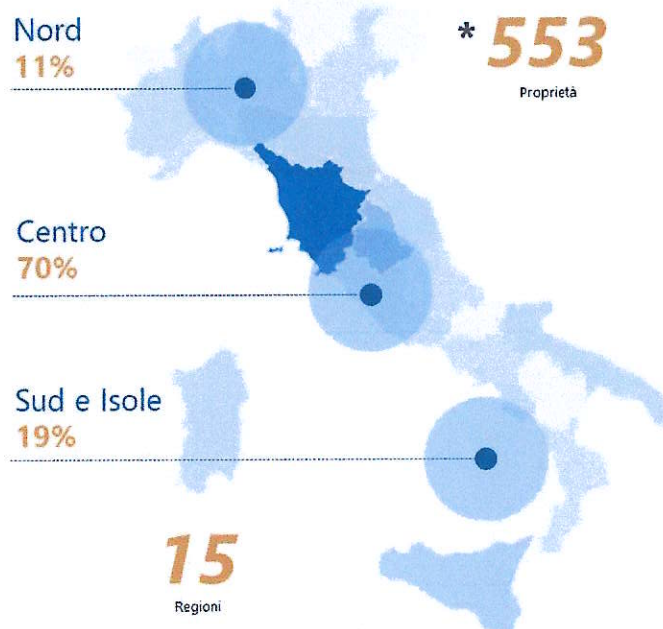 Nord
11%
* 553
Proprietà
Centro
70%
Sud e Isole
19%
15
Regioni